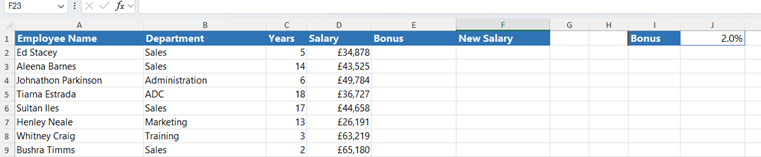 F23 fx
A B C D E F G H I J
1 Employee Name Department Years Salary Bonus New Salary Bonus 2.0%
2 Ed Stacey Sales 5 £34,878
3 Aleena Barnes Sales 14 £43,525
4 Johnathon Parkinson Administration 6 £49,784
5 Tiarna Estrada ADC 18 £36,727
6 Sultan Iles Sales 17 £44,658
7 Henley Neale Marketing 13 £26,191
8 Whitney Craig Training 3 £63,219
9 Bushra Timms Sales 2 £65,180